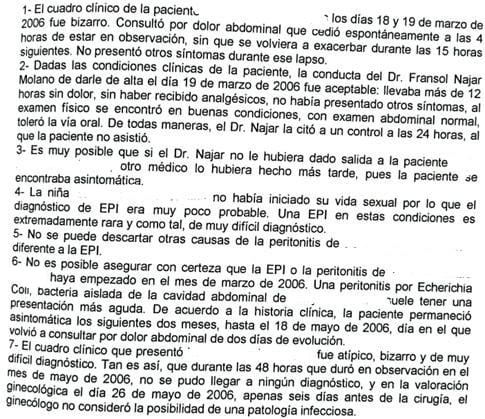 1- El cuadro clínico de la paciente los días 18 y 19 de marzo de
2006 fue bizarro. Consultó por dolor abdominal que cedió espontáneamente a las 4
horas de estar en observación, sin que se volviera a exacerbar durante las 15 horas
siguientes. No presentó otros síntomas durante ese lapso.
2- Dadas las condiciones clínicas de la paciente, la conducta del Dr. Fransol Najar
Molano de darle de alta el día 19 de marzo de 2006 fue aceptable: llevaba más de 12
horas sin dolor, sin haber recibido analgésicos, no había presentado otros síntomas, al
examen físico se encontró en buenas condiciones, con examen abdominal normal,
toleró la vía oral. De todas maneras, el Dr. Najar la citó a un control a las 24 horas, al
que la paciente no asistió.
3- Es muy posible que si el Dr. Najar no le hubiera dado salida a la paciente
otro médico lo hubiera hecho más tarde, pues la paciente se
encontraba asintomática.
4- La niña no había iniciado su vida sexual por lo que el
diagnóstico de EPI era muy poco probable. Una EPI en estas condiciones es
extremadamente rara y como tal, de muy difícil diagnóstico.
5- No se puede descartar otras causas de la peritonitis de
diferente a la EPI.
6- No es posible asegurar con certeza que la EPI o la peritonitis de
haya empezado en el mes de marzo de 2006. Una peritonitis por Echerichia
Coli, bacteria aislada de la cavidad abdominal de uele tener una
presentación más aguda. De acuerdo a la historia clínica, la paciente permaneció
asintomática los siguientes dos meses, hasta el 18 de mayo de 2006, día en el que
volvió a consultar por dolor abdominal de dos días de evolución.
7- El cuadro clínico que presentó fue atípico, bizarro y de muy
difícil diagnóstico. Tan es así, que durante las 48 horas que duró en observación en el
mes de mayo de 2006, no se pudo llegar a ningún diagnóstico, y en la valoración
ginecológica el día 26 de mayo de 2006, apenas seis días antes de la cirugía, el
ginecólogo no consideró la posibilidad de una patología infecciosa.